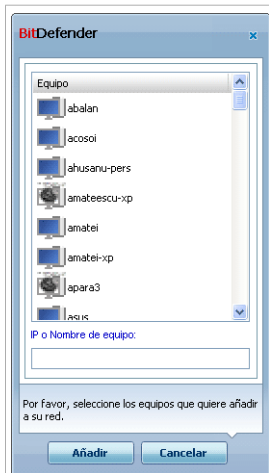 BitDefender
Equipo
abalan
acosoi
ahusanu-pers
amateescu-xp
amatei
amatei-xp
apara3
asus
IP o Nombre de equipo:
Por favor, seleccione los equipos que quiere añadir
a su red.
Añadir
Cancelar